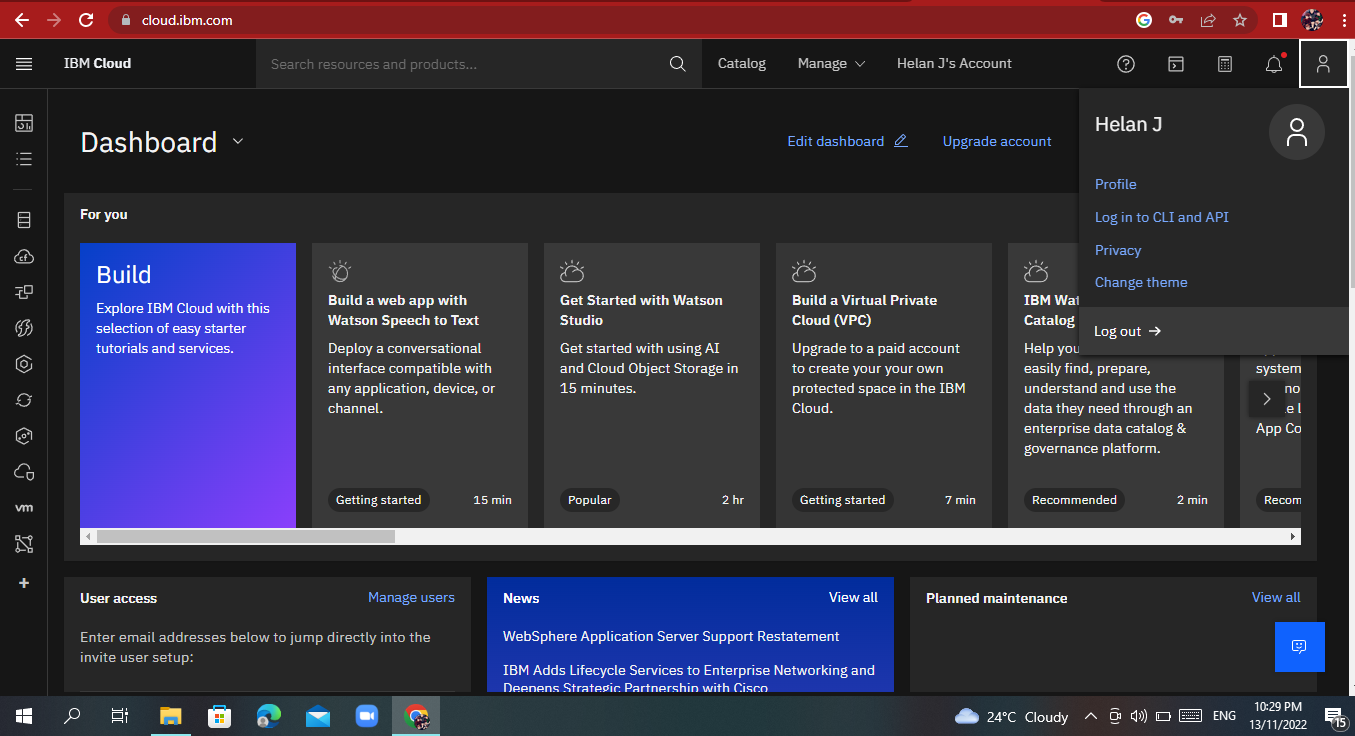 cloud.ibm.com
IBM Cloud
Search resources and products...
Catalog
Manage
Helan J's Account
Helan J
Profile
Log in to CLI and API
Privacy
Change theme
Log out
Dashboard
Edit dashboard
Upgrade account
For you
Build
Explore IBM Cloud with this
selection of easy starter
tutorials and services.
Build a web app with
Watson Speech to Text
Deploy a conversational
interface compatible with
any application, device, or
channel.
Getting started
15 min
Get Started with Watson
Studio
Get started with using AI
and Cloud Object Storage in
15 minutes.
Popular
2 hr
Build a Virtual Private
Cloud (VPC)
Upgrade to a paid account
to create your your own
protected space in the IBM
Cloud.
Getting started
7 min
IBM Wat
Catalog
Help you
easily find, prepare,
understand and use the
data they need through an
enterprise data catalog &
governance platform.
Recommended
2 min
system
App Co
Recom
vm
User access
Manage users
Enter email addresses below to jump directly into the
invite user setup:
News
View all
WebSphere Application Server Support Restatement
IBM Adds Lifecycle Services to Enterprise Networking and
Deepens Strategic Partnership with Cisco
Planned maintenance
View all
24°C Cloudy
ENG
10:29 PM
13/11/2022
15